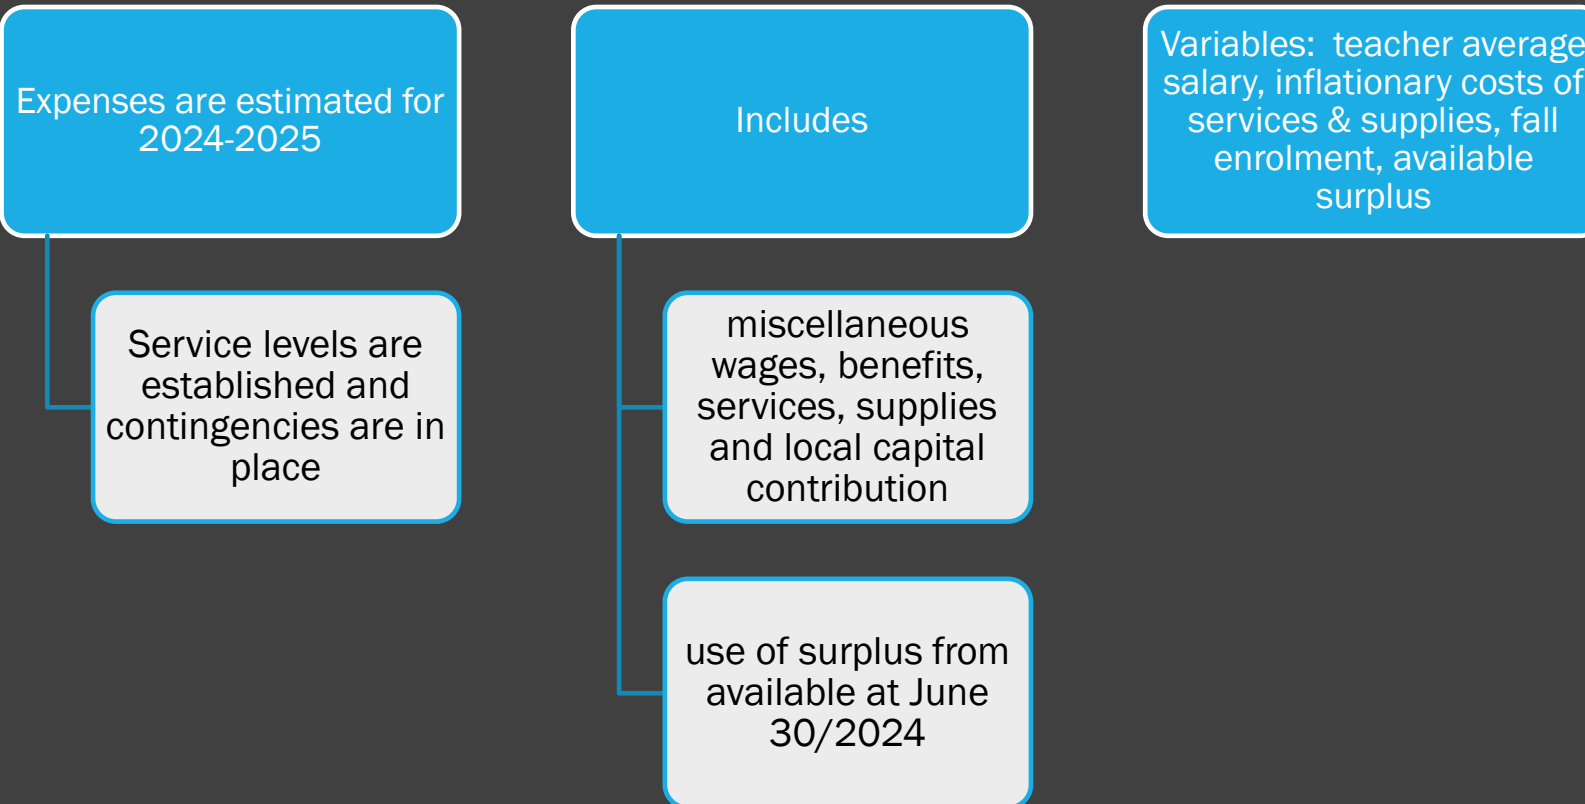 Expenses are estimated for
2024-2025
Service levels are
established and
contingencies are in
place
Includes
miscellaneous
wages, benefits,
services, supplies
and local capital
contribution
use of surplus from
available at June
30/2024
Variables:  teacher average
salary, inflationary costs of
services & supplies, fall
enrolment, available
surplus